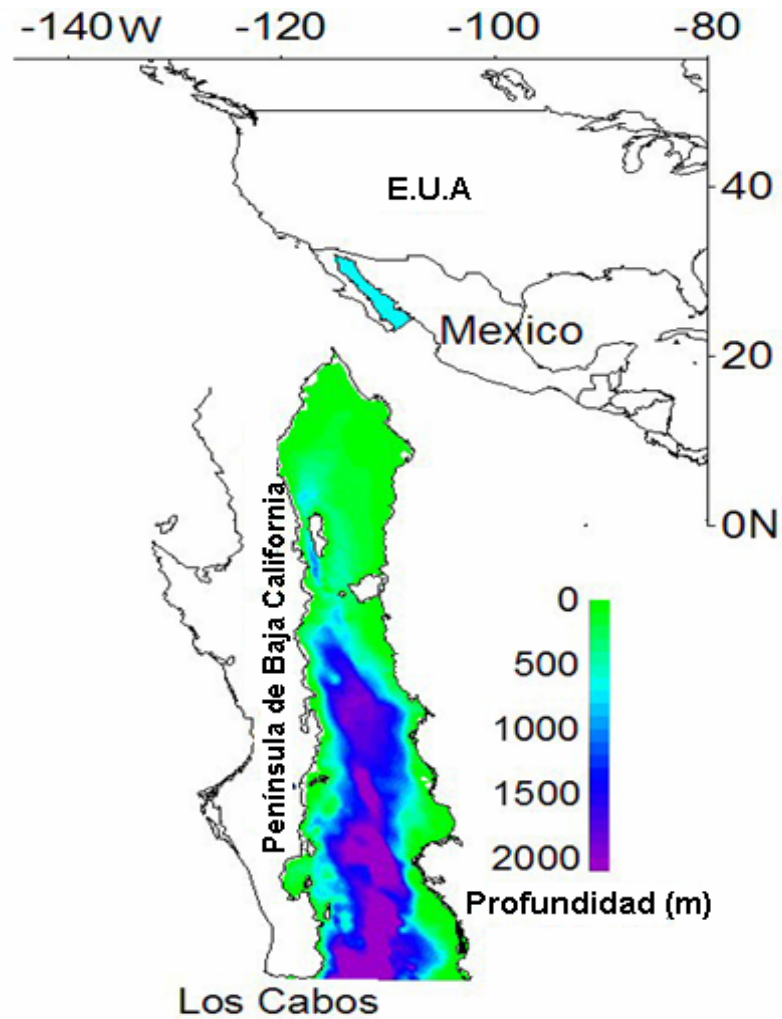 -140W -120 -100 -80
E.U.A
40
Mexico
20
0N
Península de Baja California
0
500
1000
1500
2000
Profundidad (m)
Los Cabos